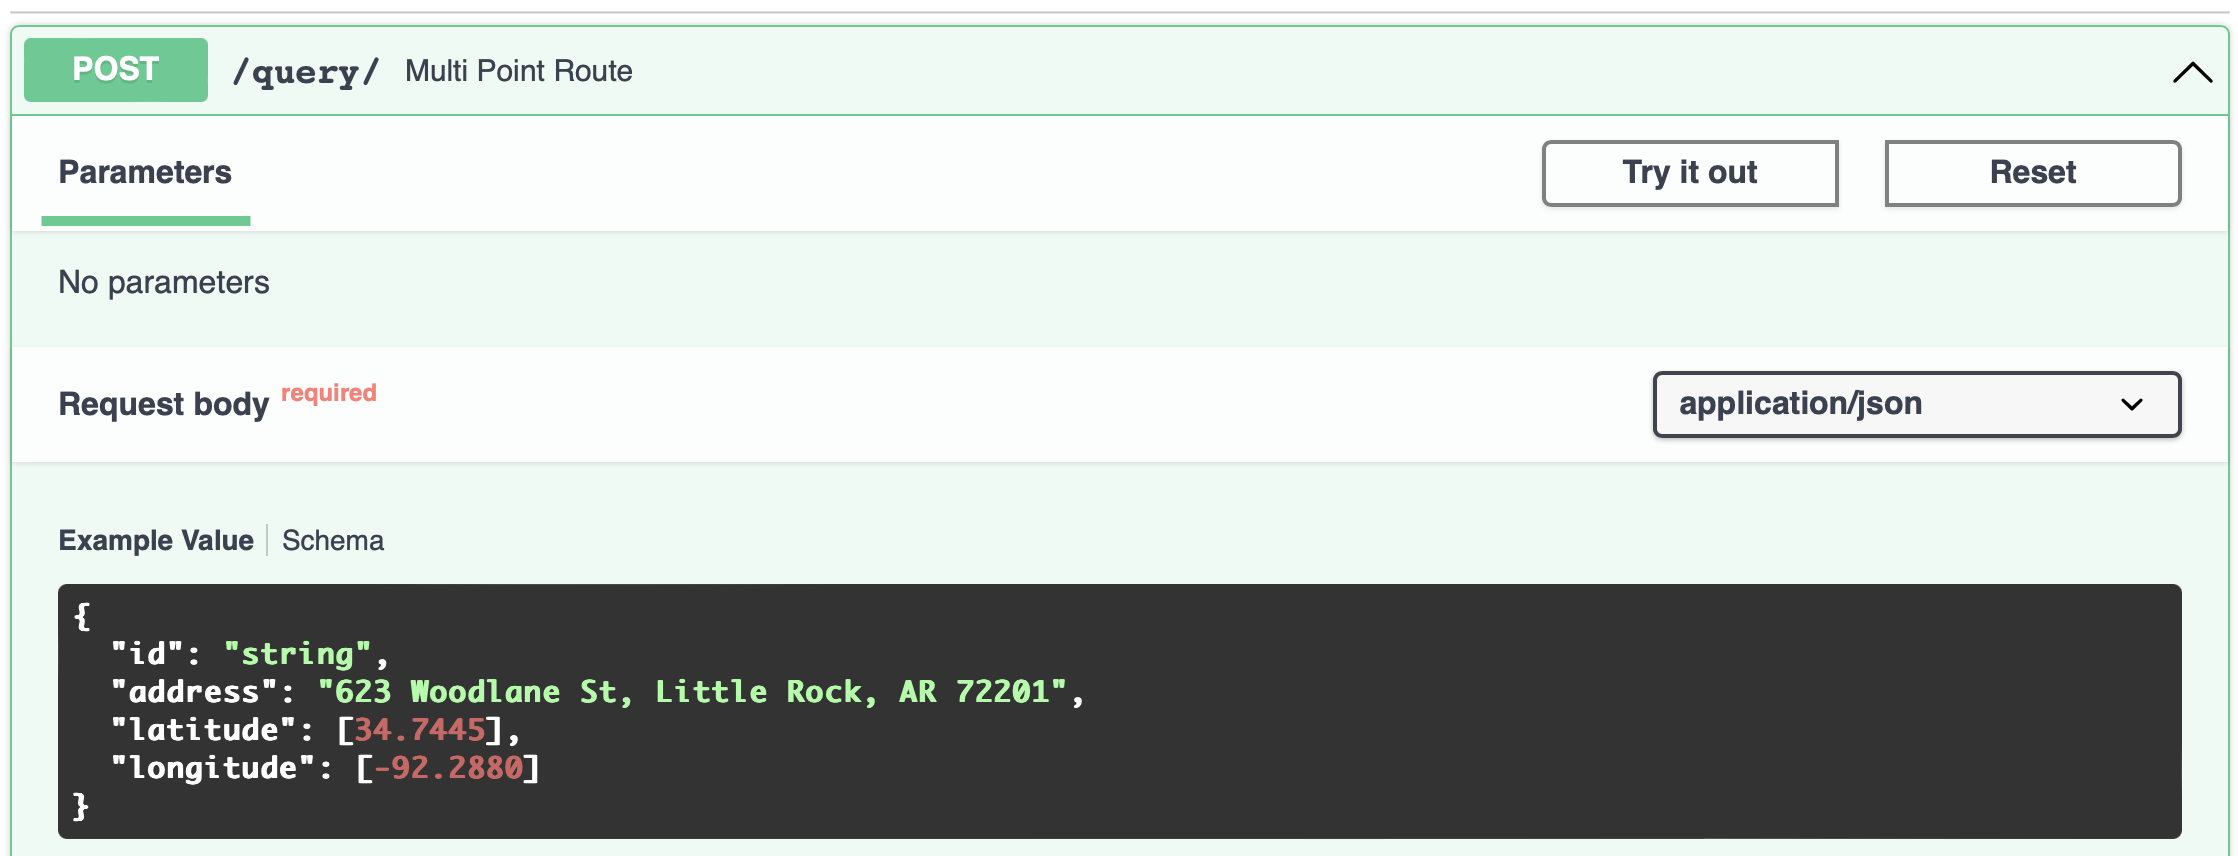 POST /query/ Multi Point Route
Parameters
Try it out
Reset
No parameters
Request body required
application/json
Example Value
Schema
{
  "id": "string",
  "address": "623 Woodlane St, Little Rock, AR 72201",
  "latitude": [34.7445],
  "longitude": [-92.2880]
}